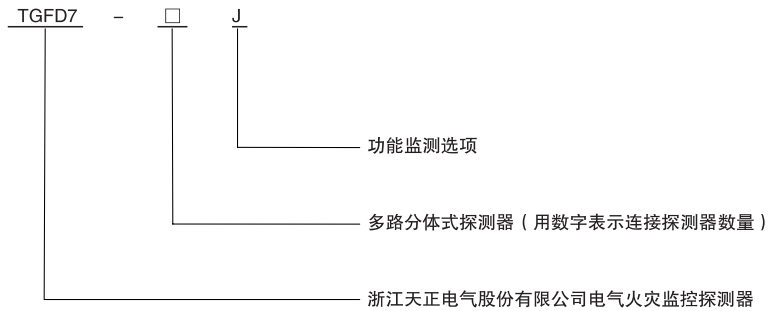 TGFD7 - □ J
功能监测选项
多路分体式探测器（用数字表示连接探测器数量）
浙江天正电气股份有限公司电气火灾监控探测器